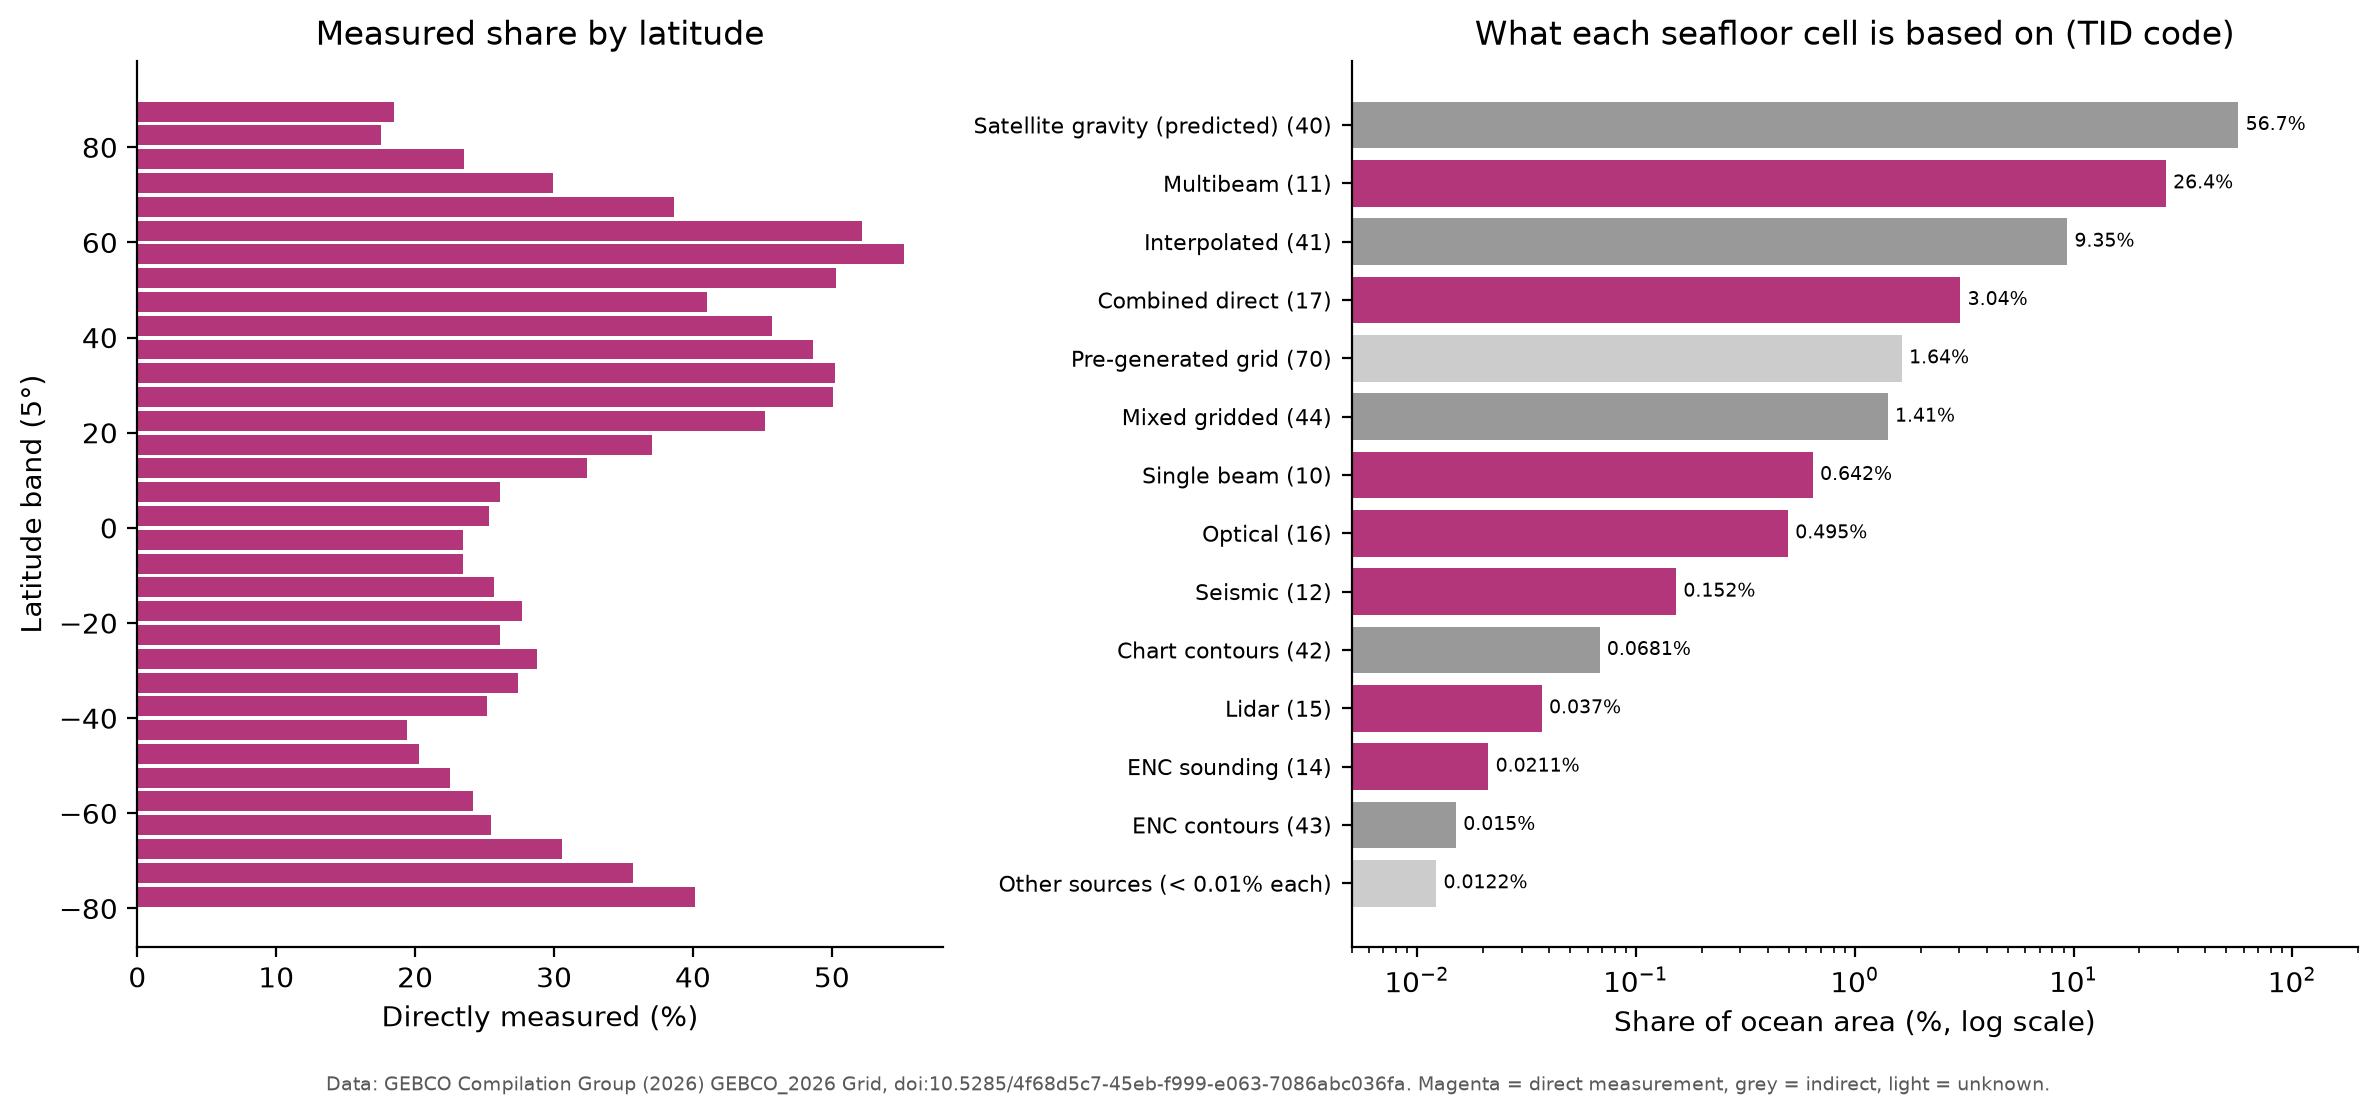 Measured share by latitude
Latitude band (5°)
80
60
40
20
0
−20
−40
−60
−80
0 10 20 30 40 50
Directly measured (%)
What each seafloor cell is based on (TID code)
Satellite gravity (predicted) (40) 56.7%
Multibeam (11) 26.4%
Interpolated (41) 9.35%
Combined direct (17) 3.04%
Pre-generated grid (70) 1.64%
Mixed gridded (44) 1.41%
Single beam (10) 0.642%
Optical (16) 0.495%
Seismic (12) 0.152%
Chart contours (42) 0.0681%
Lidar (15) 0.037%
ENC sounding (14) 0.0211%
ENC contours (43) 0.015%
Other sources (< 0.01% each) 0.0122%
10⁻² 10⁻¹ 10⁰ 10¹ 10²
Share of ocean area (%, log scale)
Data: GEBCO Compilation Group (2026) GEBCO_2026 Grid, doi:10.5285/4f68d5c7-45eb-f999-e063-7086abc036fa. Magenta = direct measurement, grey = indirect, light = unknown.